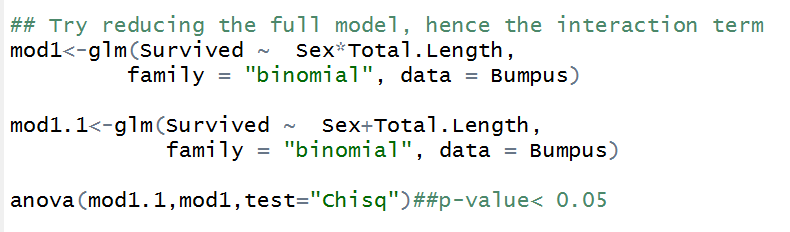 ## Try reducing the full model, hence the interaction term
mod1<-glm(Survived ~  Sex*Total.Length,
family = "binomial", data = Bumpus)
mod1.1<-glm(Survived ~  Sex+Total.Length,
family = "binomial", data = Bumpus)
anova(mod1.1,mod1,test="Chisq")##p-value< 0.05